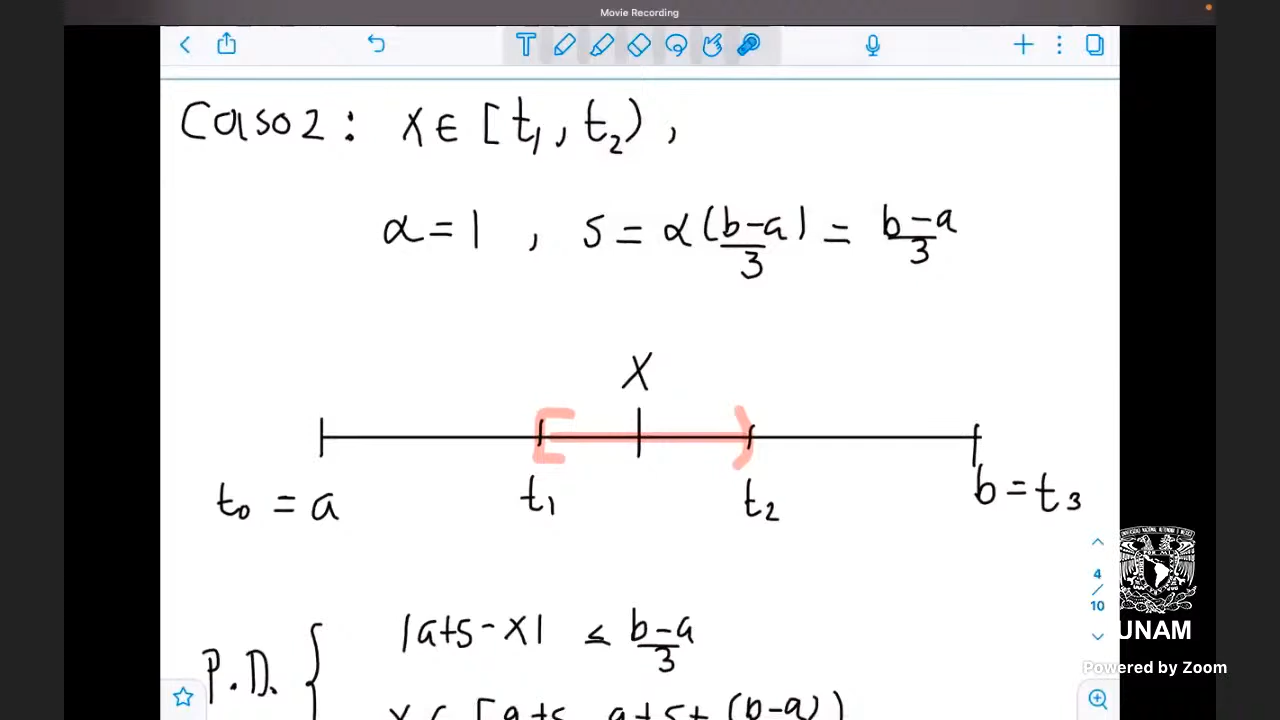 Movie Recording
Caso 2: x ∈ [t₁, t₂),
α = 1, s = α(b-a)/3 = b-a/3
x
t₀ = a t₁ t₂ b = t₃
4
/
10
UNAM
Powered by Zoom
|a+s-x| ≤ b-a/3
P.D. {
x ∈ [a+s, a+s+(b-a))